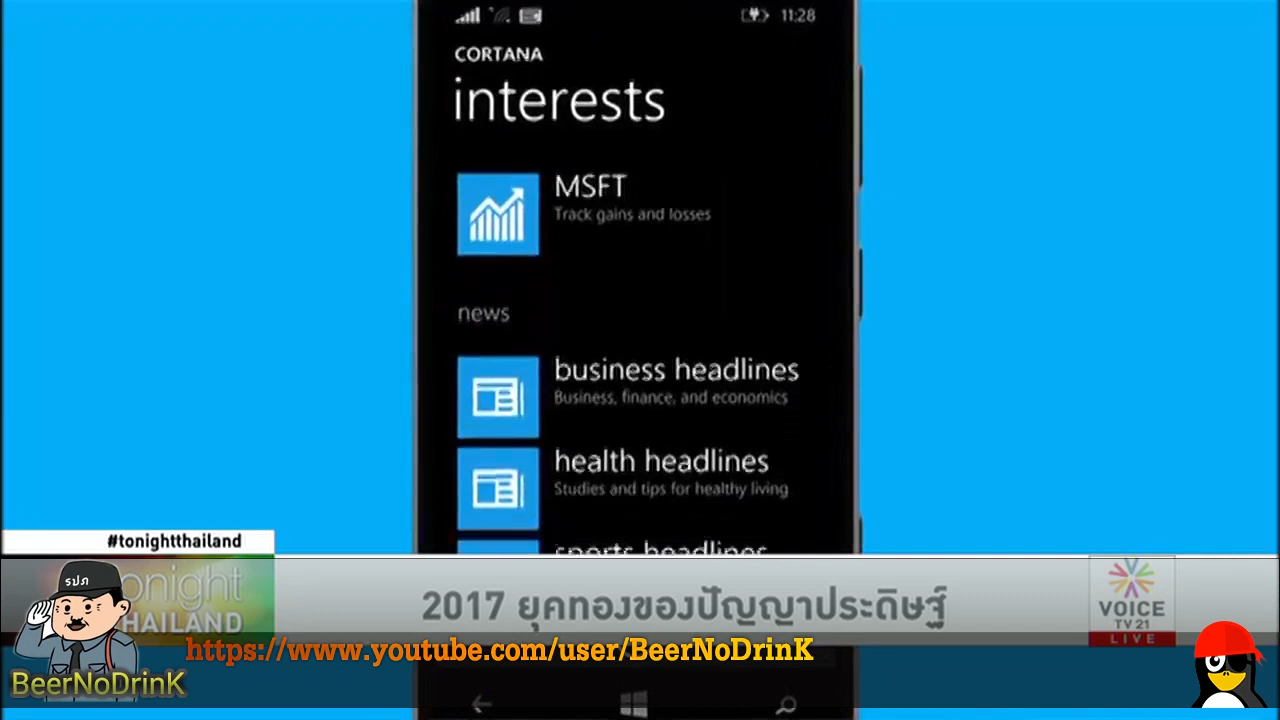 11:28
CORTANA
interests
MSFT
Track gains and losses
news
business headlines
Business, finance, and economics
health headlines
Studies and tips for healthy living
sports headlines
#tonightthailand
tonight
THAILAND
รปภ
2017 ยุคทองของปัญญาประดิษฐ์
VOICE
TV 21
LIVE
https://www.youtube.com/user/BeerNoDrinK
BeerNoDrinK